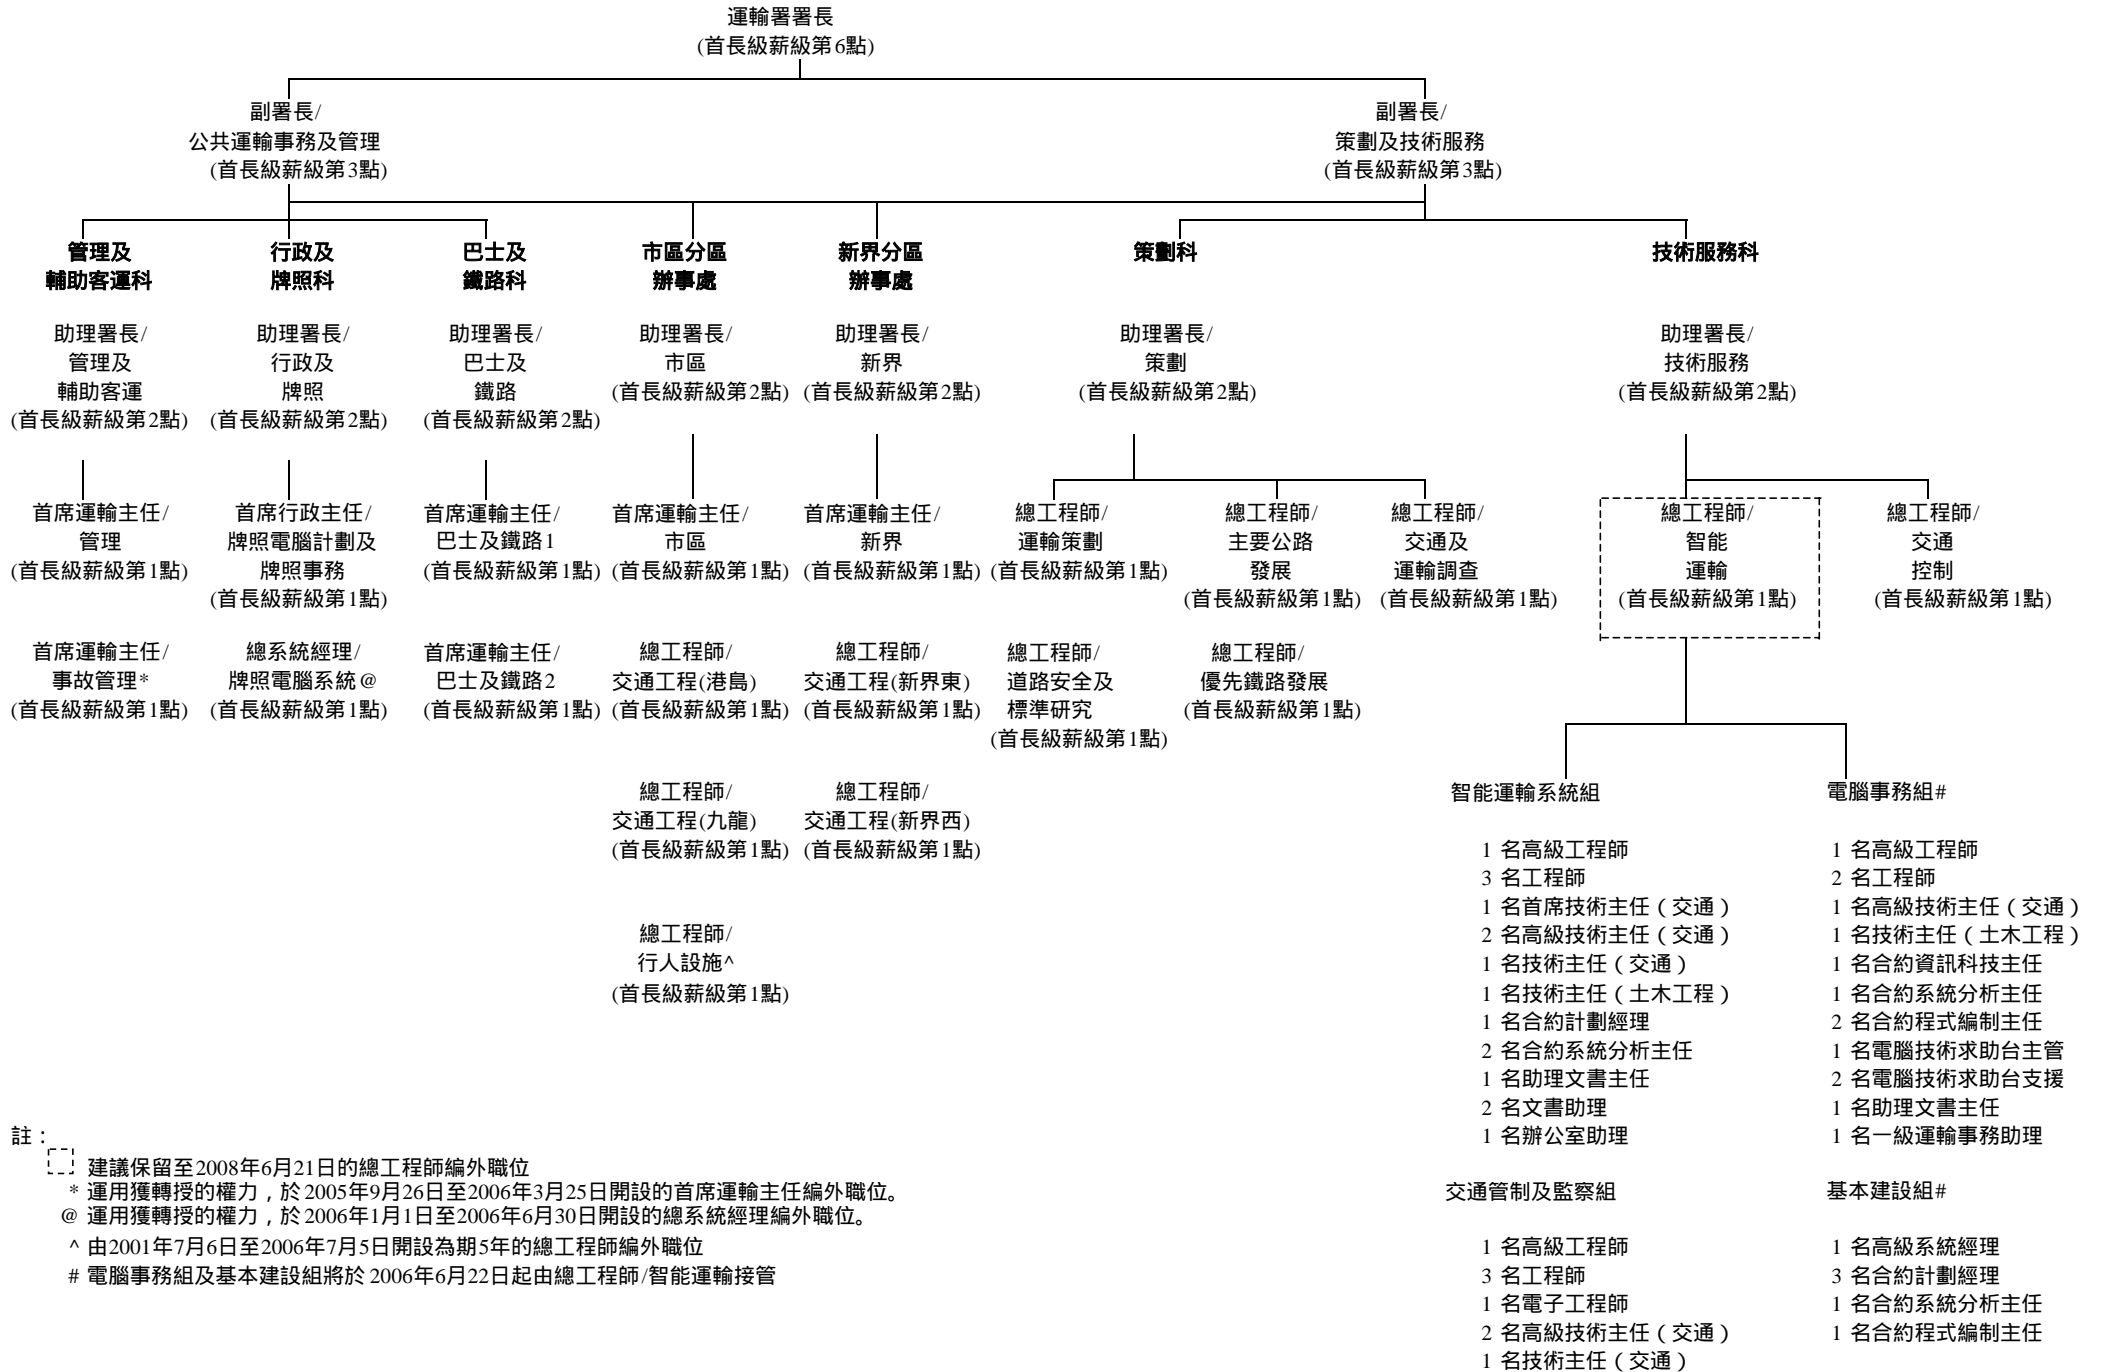 運輸署署長
(首長級薪級第6點)
副署長/
公共運輸事務及管理
(首長級薪級第3點)
副署長/
策劃及技術服務
(首長級薪級第3點)
管理及
輔助客運科
行政及
牌照科
巴士及
鐵路科
市區分區
辦事處
新界分區
辦事處
策劃科
技術服務科
助理署長/
管理及
輔助客運
(首長級薪級第2點)
助理署長/
行政及
牌照
(首長級薪級第2點)
助理署長/
巴士及
鐵路
(首長級薪級第2點)
助理署長/
市區
(首長級薪級第2點)
助理署長/
新界
(首長級薪級第2點)
助理署長/
策劃
(首長級薪級第2點)
助理署長/
技術服務
(首長級薪級第2點)
首席運輸主任/
管理
(首長級薪級第1點)
首席行政主任/
牌照電腦計劃及
牌照事務
(首長級薪級第1點)
首席運輸主任/
巴士及鐵路1
(首長級薪級第1點)
首席運輸主任/
市區
(首長級薪級第1點)
首席運輸主任/
新界
(首長級薪級第1點)
總工程師/
運輸策劃
(首長級薪級第1點)
總工程師/
主要公路
發展
(首長級薪級第1點)
總工程師/
交通及
運輸調查
(首長級薪級第1點)
總工程師/
智能
運輸
(首長級薪級第1點)
總工程師/
交通
控制
(首長級薪級第1點)
首席運輸主任/
事故管理*
(首長級薪級第1點)
總系統經理/
牌照電腦系統@
(首長級薪級第1點)
首席運輸主任/
巴士及鐵路2
(首長級薪級第1點)
總工程師/
交通工程(港島)
(首長級薪級第1點)
總工程師/
交通工程(新界東)
(首長級薪級第1點)
總工程師/
道路安全及
標準研究
(首長級薪級第1點)
總工程師/
優先鐵路發展
(首長級薪級第1點)
總工程師/
交通工程(九龍)
(首長級薪級第1點)
總工程師/
交通工程(新界西)
(首長級薪級第1點)
總工程師/
行人設施^
(首長級薪級第1點)
智能運輸系統組
1 名高級工程師
3 名工程師
1 名首席技術主任（交通）
2 名高級技術主任（交通）
1 名技術主任（交通）
1 名技術主任（土木工程）
1 名合約計劃經理
2 名合約系統分析主任
1 名助理文書主任
2 名文書助理
1 名辦公室助理
電腦事務組#
1 名高級工程師
2 名工程師
1 名高級技術主任（交通）
1 名技術主任（土木工程）
1 名合約資訊科技主任
1 名合約系統分析主任
2 名合約程式編制主任
1 名電腦技術求助台主管
2 名電腦技術求助台支援
1 名助理文書主任
1 名一級運輸事務助理
交通管制及監察組
1 名高級工程師
3 名工程師
1 名電子工程師
2 名高級技術主任（交通）
1 名技術主任（交通）
基本建設組#
1 名高級系統經理
3 名合約計劃經理
1 名合約系統分析主任
1 名合約程式編制主任
註：
建議保留至2008年6月21日的總工程師編外職位
* 運用獲轉授的權力，於2005年9月26日至2006年3月25日開設的首席運輸主任編外職位。
@ 運用獲轉授的權力，於2006年1月1日至2006年6月30日開設的總系統經理編外職位。
^ 由2001年7月6日至2006年7月5日開設為期5年的總工程師編外職位
# 電腦事務組及基本建設組將於2006年6月22日起由總工程師/智能運輸接管